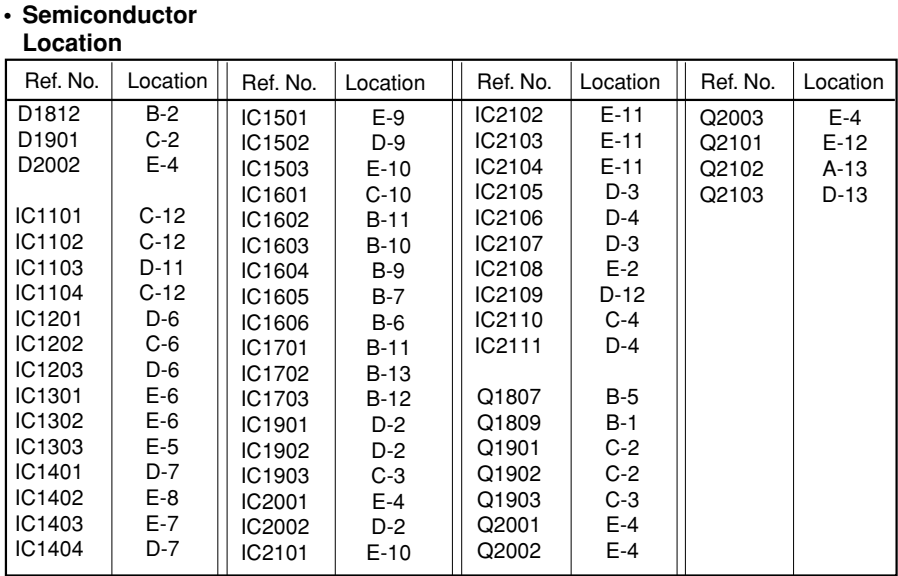 • Semiconductor
Location
Ref. No. Location Ref. No. Location Ref. No. Location Ref. No. Location
D1812 B-2 IC1501 E-9 IC2102 E-11 Q2003 E-4
D1901 C-2 IC1502 D-9 IC2103 E-11 Q2101 E-12
D2002 E-4 IC1503 E-10 IC2104 E-11 Q2102 A-13
IC1601 C-10 IC2105 D-3 Q2103 D-13
IC1101 C-12 IC1602 B-11 IC2106 D-4
IC1102 C-12 IC1603 B-10 IC2107 D-3
IC1103 D-11 IC1604 B-9 IC2108 E-2
IC1104 C-12 IC1605 B-7 IC2109 D-12
IC1201 D-6 IC1606 B-6 IC2110 C-4
IC1202 C-6 IC1701 B-11 IC2111 D-4
IC1203 D-6 IC1702 B-13
IC1301 E-6 IC1703 B-12 Q1807 B-5
IC1302 E-6 IC1901 D-2 Q1809 B-1
IC1303 E-5 IC1902 D-2 Q1901 C-2
IC1401 D-7 IC1903 C-3 Q1902 C-2
IC1402 E-8 IC2001 E-4 Q1903 C-3
IC1403 E-7 IC2002 D-2 Q2001 E-4
IC1404 D-7 IC2101 E-10 Q2002 E-4